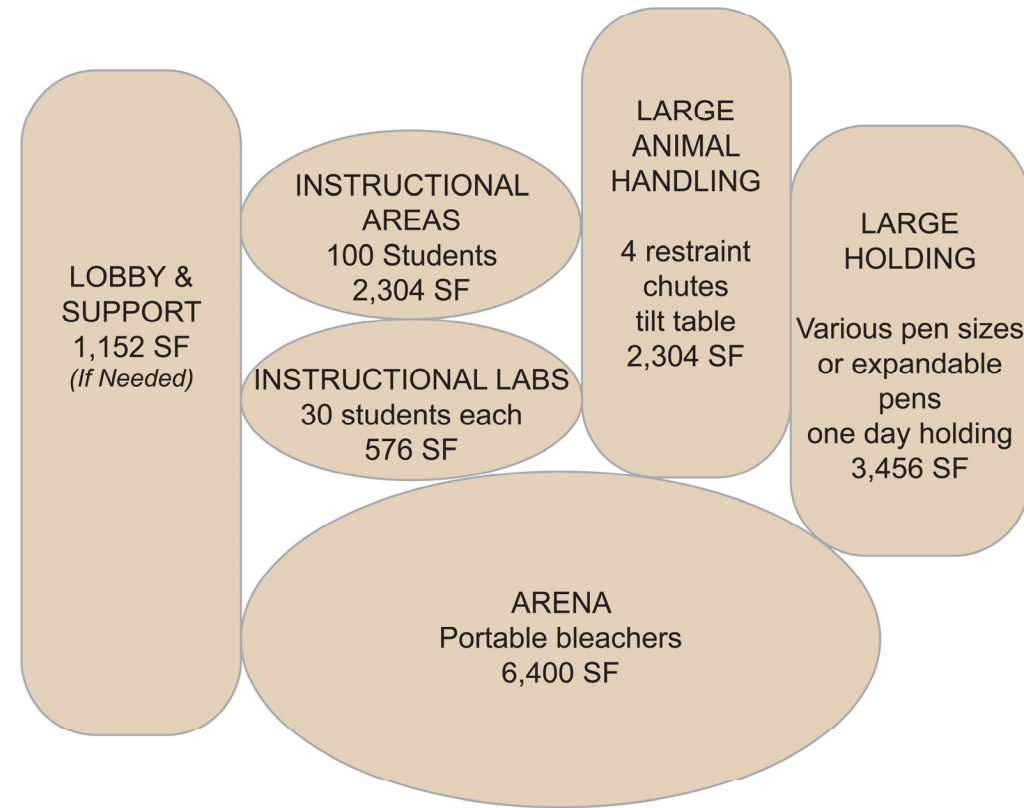 LOBBY &
SUPPORT
1,152 SF
(If Needed)
INSTRUCTIONAL
AREAS
100 Students
2,304 SF
INSTRUCTIONAL LABS
30 students each
576 SF
LARGE
ANIMAL
HANDLING
4 restraint
chutes
tilt table
2,304 SF
LARGE
HOLDING
Various pen sizes
or expandable
pens
one day holding
3,456 SF
ARENA
Portable bleachers
6,400 SF